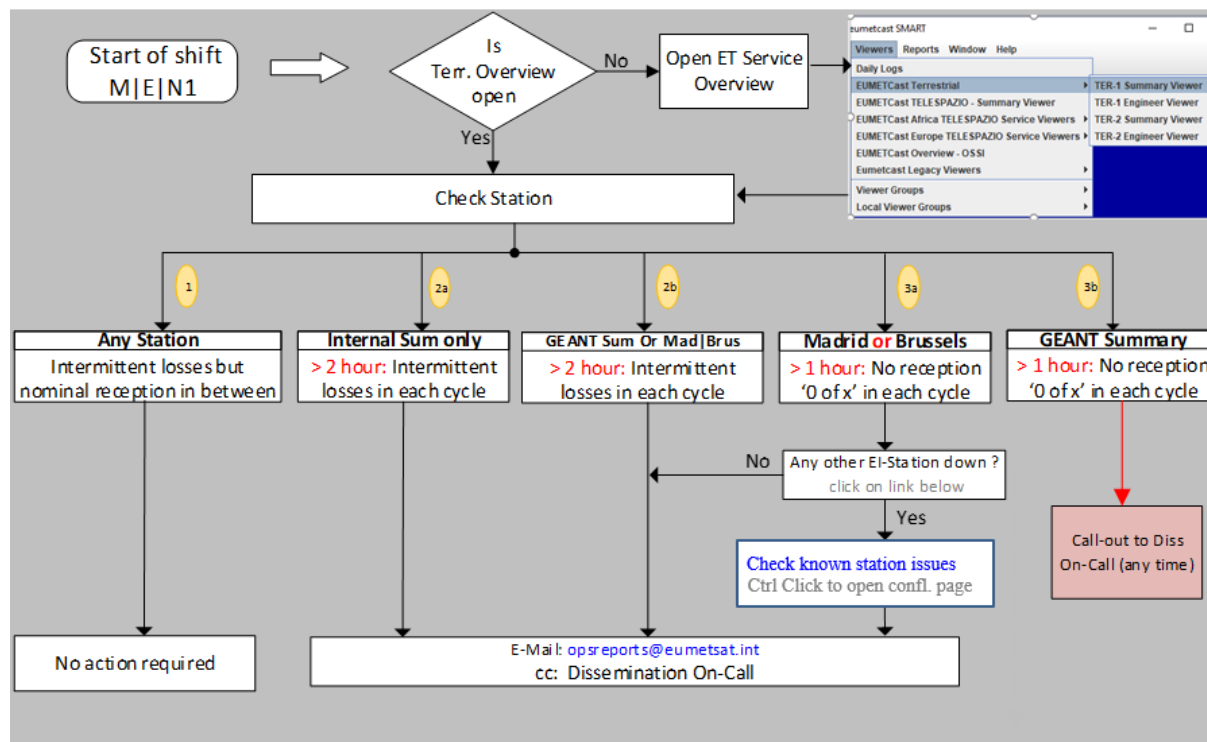 Start of shift
M|E|N1
Is
Terr. Overview
open
No
Yes
Open ET Service
Overview
eumetcast SMART
Viewers Reports Window Help
Daily Logs
EUMETCast Terrestrial
EUMETCast TELESPAZIO - Summary Viewer
EUMETCast Africa TELESPAZIO Service Viewers
EUMETCast Europe TELESPAZIO Service Viewers
EUMETCast Overview - OSSI
Eumetcast Legacy Viewers
Viewer Groups
Local Viewer Groups
TER-1 Summary Viewer
TER-1 Engineer Viewer
TER-2 Summary Viewer
TER-2 Engineer Viewer
Check Station
1
2a
2b
3a
3b
Any Station
Intermittent losses but
nominal reception in between
Internal Sum only
> 2 hour: Intermittent
losses in each cycle
GEANT Sum Or Mad|Brus
> 2 hour: Intermittent
losses in each cycle
Madrid or Brussels
> 1 hour: No reception
‘0 of x’ in each cycle
GEANT Summary
> 1 hour: No reception
‘0 of x’ in each cycle
No
Any other EI-Station down ?
click on link below
Yes
Check known station issues
Ctrl Click to open confl. page
Call-out to Diss
On-Call (any time)
No action required
E-Mail: opsreports@eumetsat.int
cc: Dissemination On-Call